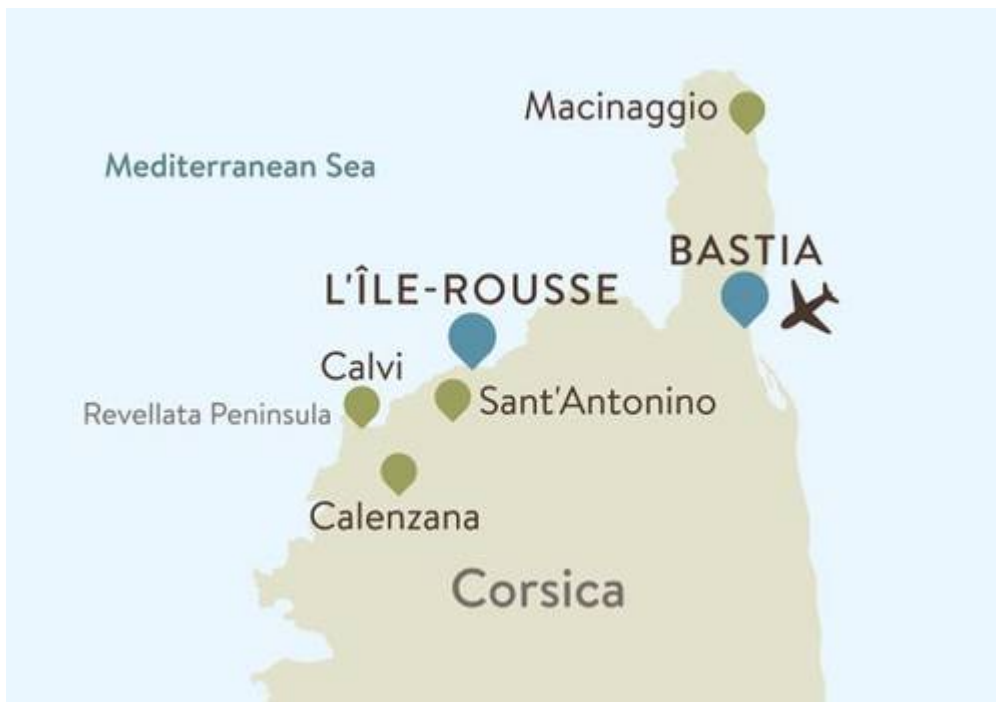 Macinaggio
Mediterranean Sea
BASTIA
L'ÎLE-ROUSSE
Calvi
Sant'Antonino
Revellata Peninsula
Calenzana
Corsica